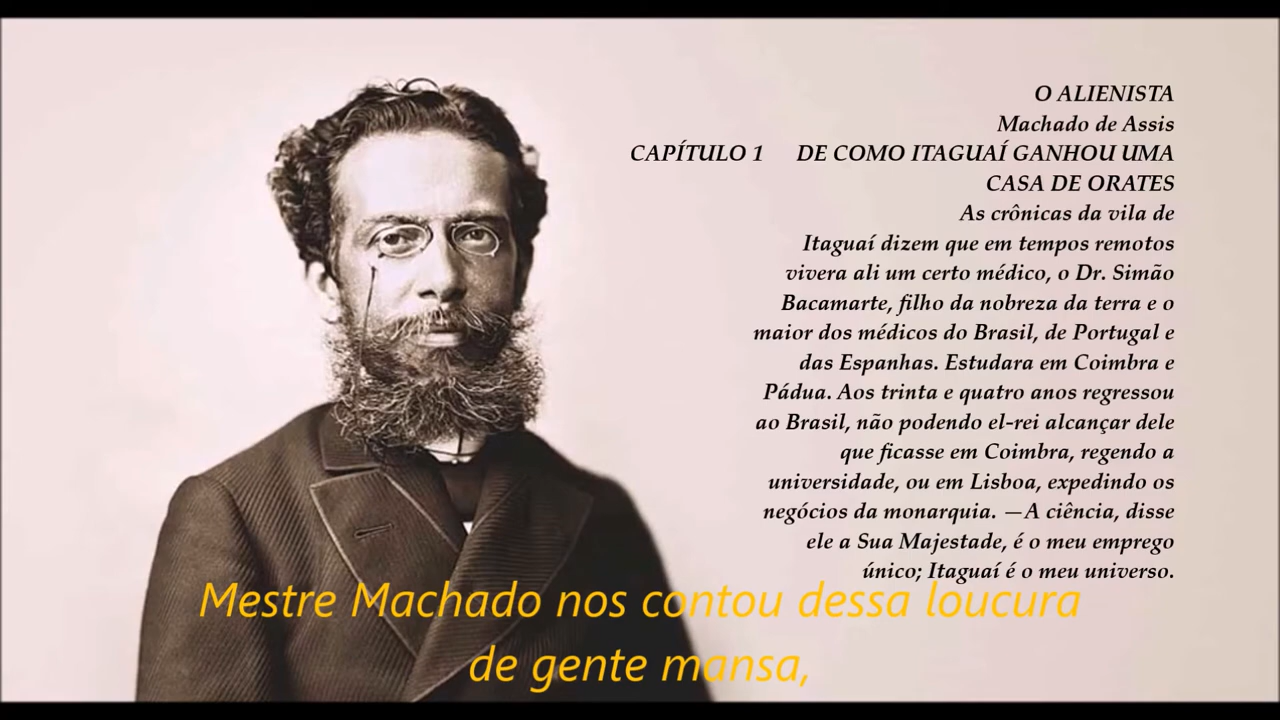 O ALIENISTA
Machado de Assis
CAPÍTULO 1 DE COMO ITAGUAÍ GANHOU UMA
CASA DE ORATES
As crônicas da vila de
Itaguaí dizem que em tempos remotos
vivera ali um certo médico, o Dr. Simão
Bacamarte, filho da nobreza da terra e o
maior dos médicos do Brasil, de Portugal e
das Espanhas. Estudara em Coimbra e
Pádua. Aos trinta e quatro anos regressou
ao Brasil, não podendo el-rei alcançar dele
que ficasse em Coimbra, regendo a
universidade, ou em Lisboa, expedindo os
negócios da monarquia. —A ciência, disse
ele a Sua Majestade, é o meu emprego
único; Itaguaí é o meu universo.
Mestre Machado nos contou dessa loucura
de gente mansa,